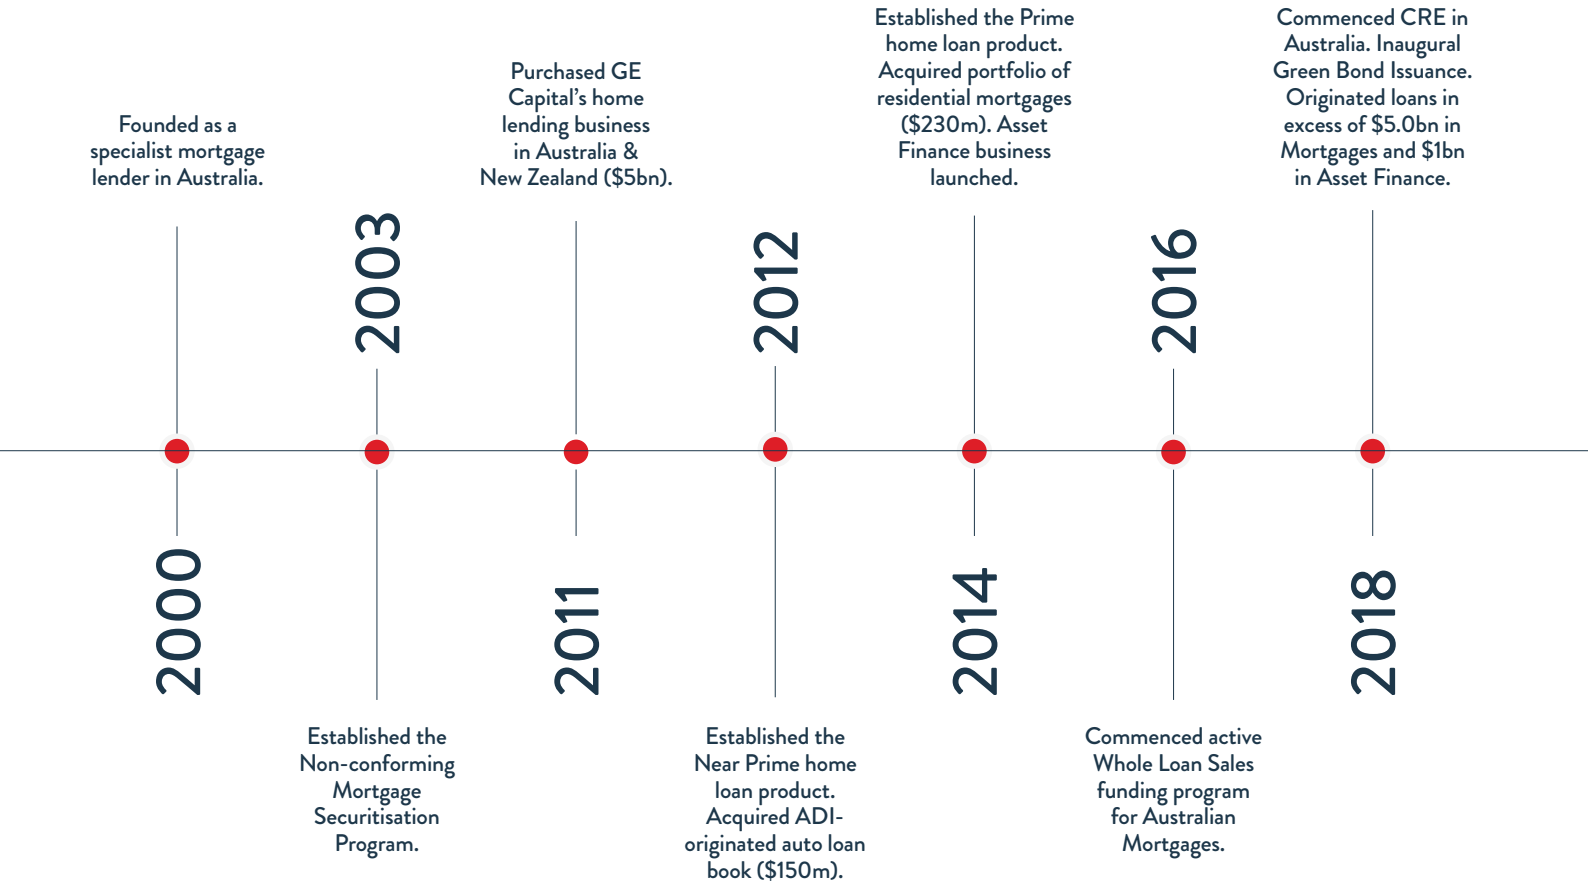 Founded as a
specialist mortgage
lender in Australia.
2000
2003
Established the
Non-conforming
Mortgage
Securitisation
Program.
Purchased GE
Capital’s home
lending business
in Australia &
New Zealand ($5bn).
2011
2012
Established the
Near Prime home
loan product.
Acquired ADI-
originated auto loan
book ($150m).
Established the Prime
home loan product.
Acquired portfolio of
residential mortgages
($230m). Asset
Finance business
launched.
2014
2016
Commenced active
Whole Loan Sales
funding program
for Australian
Mortgages.
Commenced CRE in
Australia. Inaugural
Green Bond Issuance.
Originated loans in
excess of $5.0bn in
Mortgages and $1bn
in Asset Finance.
2018